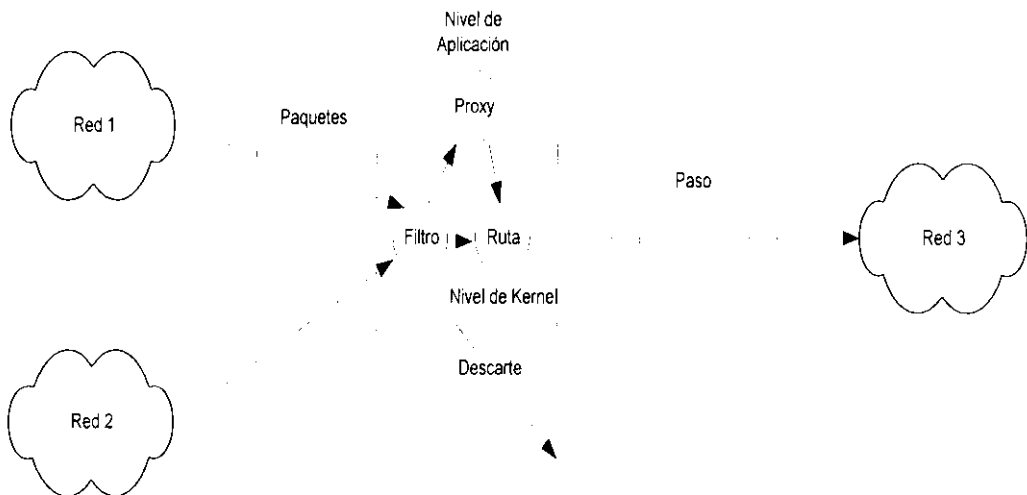 Nivel de
Aplicación
Proxy
Paquetes
Red 1
Paso
Filtro
Ruta
Red 3
Nivel de Kernel
Descarte
Red 2